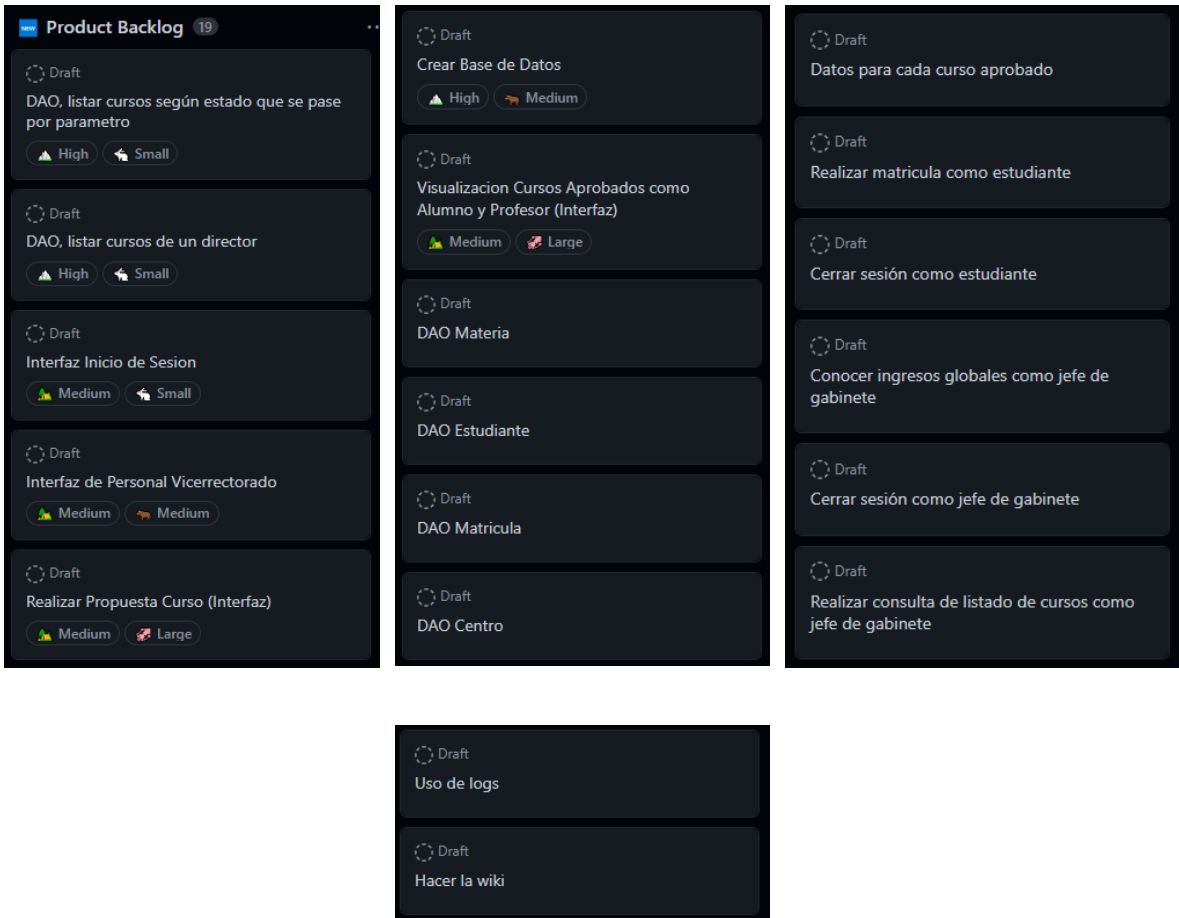 NEW Product Backlog 19
Draft
DAO, listar cursos según estado que se pase
por parametro
High Small
Draft
DAO, listar cursos de un director
High Small
Draft
Interfaz Inicio de Sesion
Medium Small
Draft
Interfaz de Personal Vicerrectorado
Medium Medium
Draft
Realizar Propuesta Curso (Interfaz)
Medium Large
Draft
Crear Base de Datos
High Medium
Draft
Visualizacion Cursos Aprobados como
Alumno y Profesor (Interfaz)
Medium Large
Draft
DAO Materia
Draft
DAO Estudiante
Draft
DAO Matricula
Draft
DAO Centro
Draft
Datos para cada curso aprobado
Draft
Realizar matricula como estudiante
Draft
Cerrar sesión como estudiante
Draft
Conocer ingresos globales como jefe de
gabinete
Draft
Cerrar sesión como jefe de gabinete
Draft
Realizar consulta de listado de cursos como
jefe de gabinete
Draft
Uso de logs
Draft
Hacer la wiki